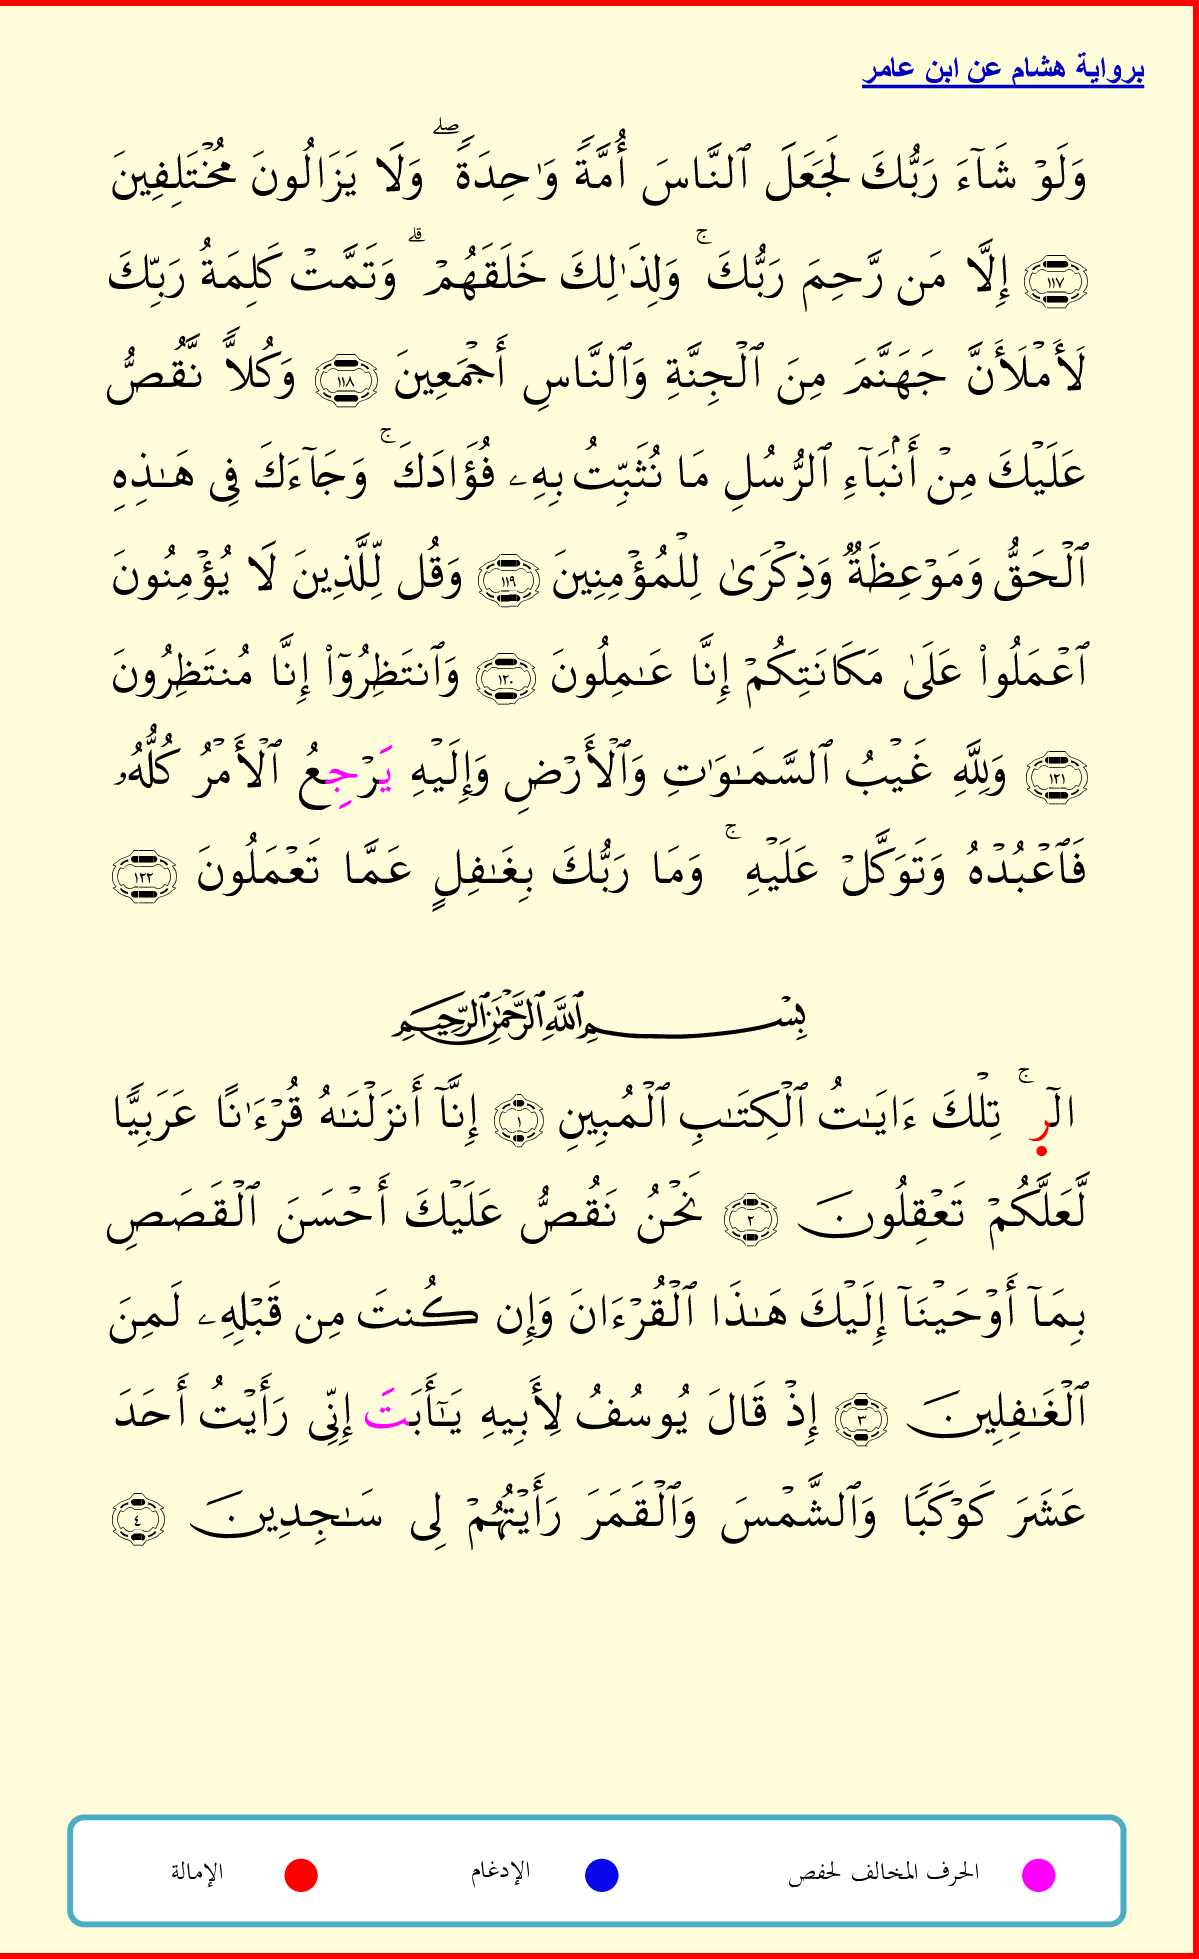 برواية هشام عن ابن عامر
وَلَوۡ شَآءَ رَبُّكَ لَجَعَلَ ٱلنَّاسَ أُمَّةٗ وَٰحِدَةٗۖ وَلَا يَزَالُونَ مُخۡتَلِفِينَ
١١٧ إِلَّا مَن رَّحِمَ رَبُّكَۚ وَلِذَٰلِكَ خَلَقَهُمۡۗ وَتَمَّتۡ كَلِمَةُ رَبِّكَ
لَأَمۡلَأَنَّ جَهَنَّمَ مِنَ ٱلۡجِنَّةِ وَٱلنَّاسِ أَجۡمَعِينَ ١١٨ وَكُلّاٗ نَّقُصُّ
عَلَيۡكَ مِنۡ أَنۢبَآءِ ٱلرُّسُلِ مَا نُثَبِّتُ بِهِۦ فُؤَادَكَۚ وَجَآءَكَ فِي هَٰذِهِ
ٱلۡحَقُّ وَمَوۡعِظَةٞ وَذِكۡرَىٰ لِلۡمُؤۡمِنِينَ ١١٩ وَقُل لِّلَّذِينَ لَا يُؤۡمِنُونَ
ٱعۡمَلُواْ عَلَىٰ مَكَانَتِكُمۡ إِنَّا عَٰمِلُونَ ١٢٠ وَٱنتَظِرُوٓاْ إِنَّا مُنتَظِرُونَ
١٢١ وَلِلَّهِ غَيۡبُ ٱلسَّمَٰوَٰتِ وَٱلۡأَرۡضِ وَإِلَيۡهِ يَرۡجِعُ ٱلۡأَمۡرُ كُلُّهُۥ
فَٱعۡبُدۡهُ وَتَوَكَّلۡ عَلَيۡهِۚ وَمَا رَبُّكَ بِغَٰفِلٍ عَمَّا تَعۡمَلُونَ ١٢٢
بِسۡمِ ٱللَّهِ ٱلرَّحۡمَٰنِ ٱلرَّحِيمِ
الٓرۚ تِلۡكَ ءَايَٰتُ ٱلۡكِتَٰبِ ٱلۡمُبِينِ ١ إِنَّآ أَنزَلۡنَٰهُ قُرۡءَٰنًا عَرَبِيّٗا
لَّعَلَّكُمۡ تَعۡقِلُونَ ٢ نَحۡنُ نَقُصُّ عَلَيۡكَ أَحۡسَنَ ٱلۡقَصَصِ
بِمَآ أَوۡحَيۡنَآ إِلَيۡكَ هَٰذَا ٱلۡقُرۡءَانَ وَإِن كُنتَ مِن قَبۡلِهِۦ لَمِنَ
ٱلۡغَٰفِلِينَ ٣ إِذۡ قَالَ يُوسُفُ لِأَبِيهِ يَٰٓأَبَتَ إِنِّي رَأَيۡتُ أَحَدَ
عَشَرَ كَوۡكَبٗا وَٱلشَّمۡسَ وَٱلۡقَمَرَ رَأَيۡتُهُمۡ لِي سَٰجِدِينَ ٤
الحرف المخالف لحفص الإدغام الإمالة